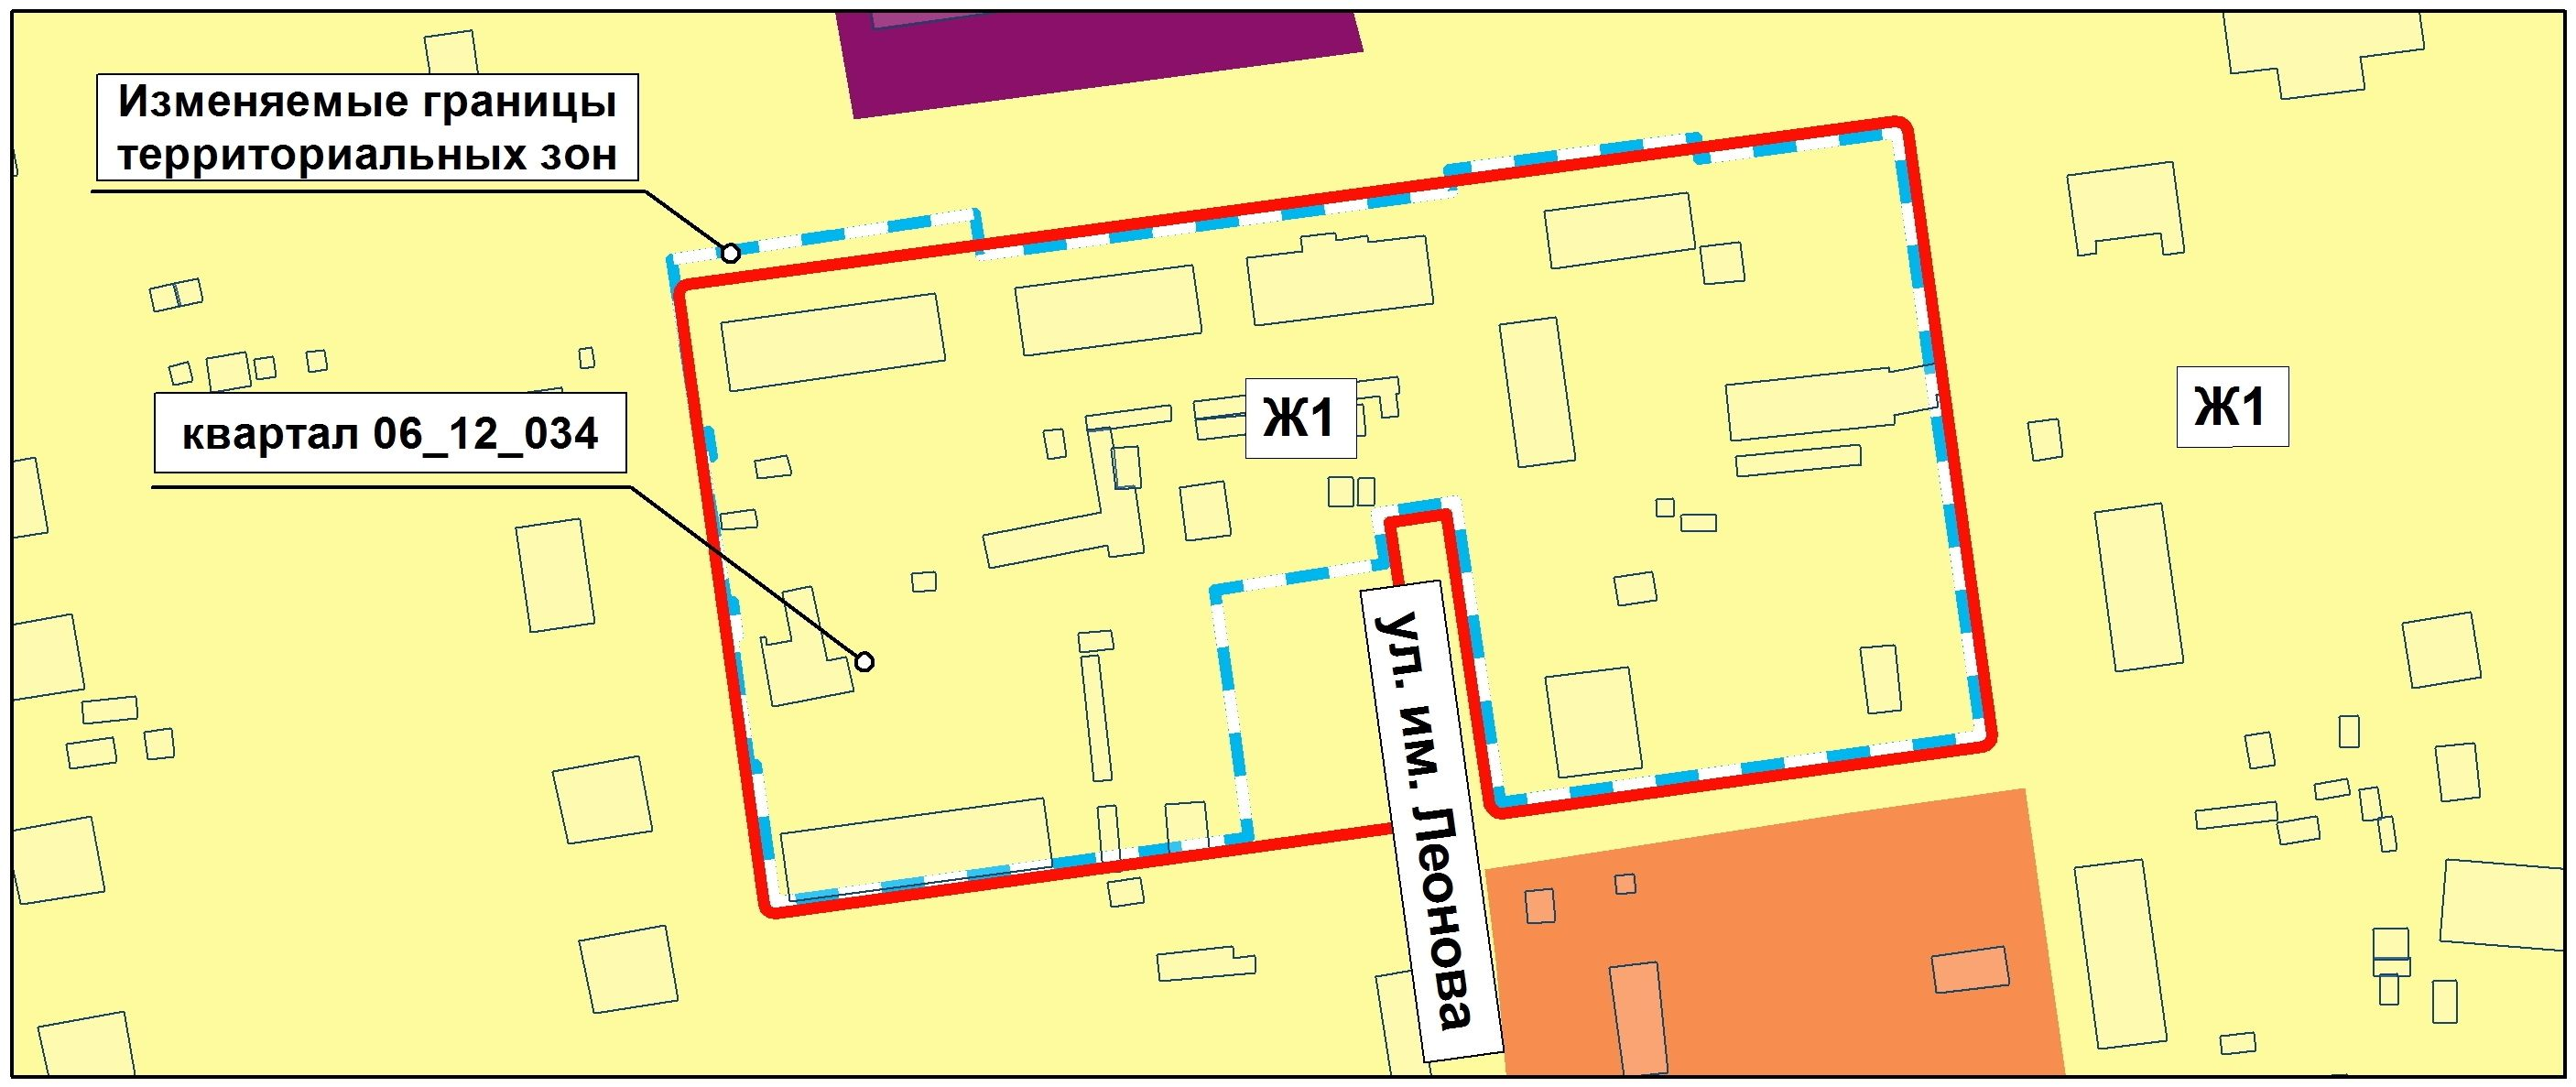 Изменяемые границы
территориальных зон
квартал 06_12_034
Ж1
Ж1
ул. им. Леонова